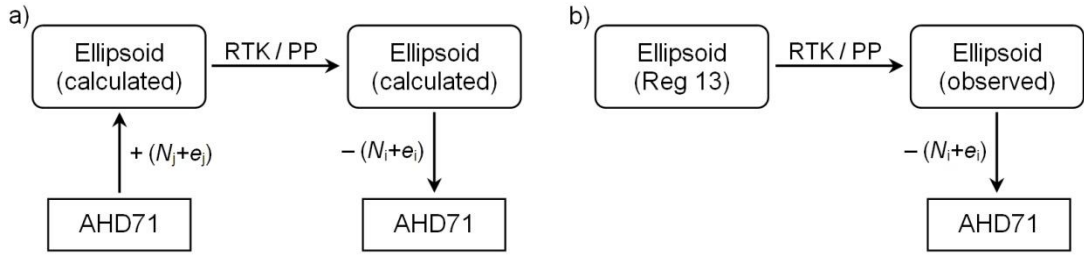 a)
Ellipsoid
(calculated)
RTK / PP
Ellipsoid
(calculated)
+ (Nj+ej)
– (Ni+ei)
AHD71
AHD71
b)
Ellipsoid
(Reg 13)
RTK / PP
Ellipsoid
(observed)
– (Ni+ei)
AHD71